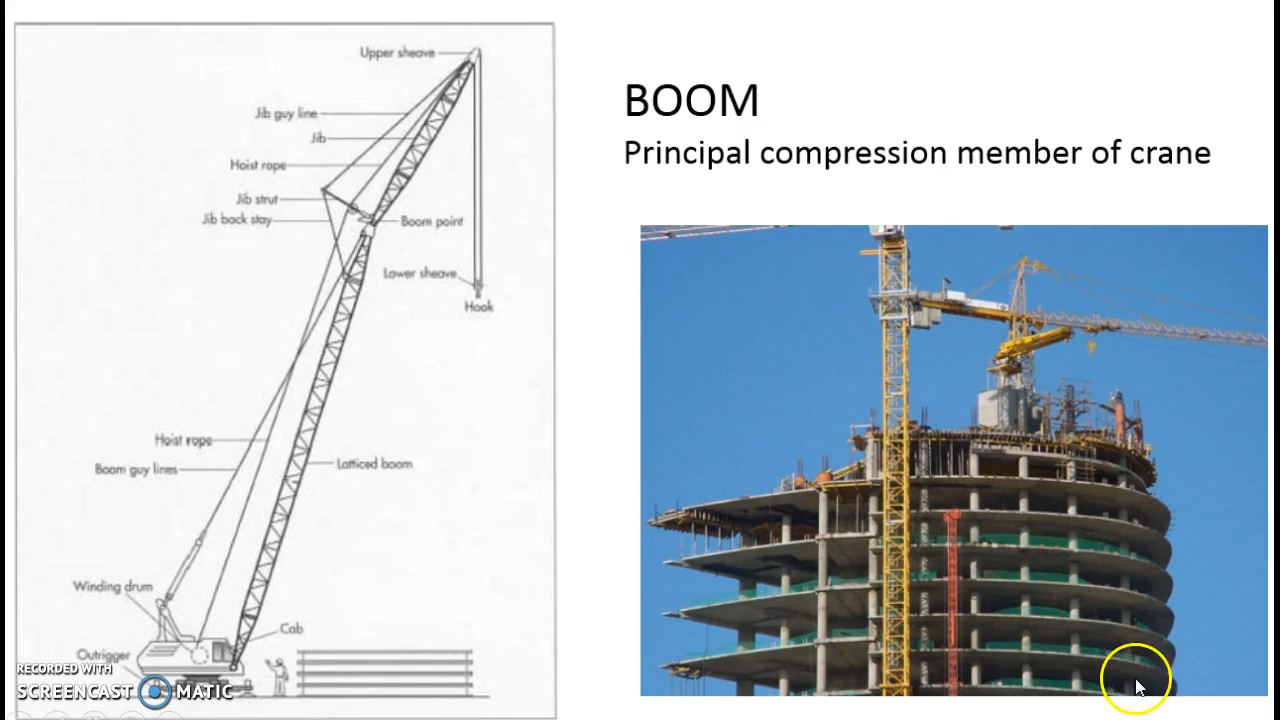 Upper sheave
Jib guy line
Jib
Hoist rope
Jib strut
Jib back stay
Boom point
Lower sheave
Hook
Hoist rope
Boom guy lines
Latticed boom
Winding drum
Cab
Outrigger
RECORDED WITH
SCREENCAST MATIC
BOOM
Principal compression member of crane